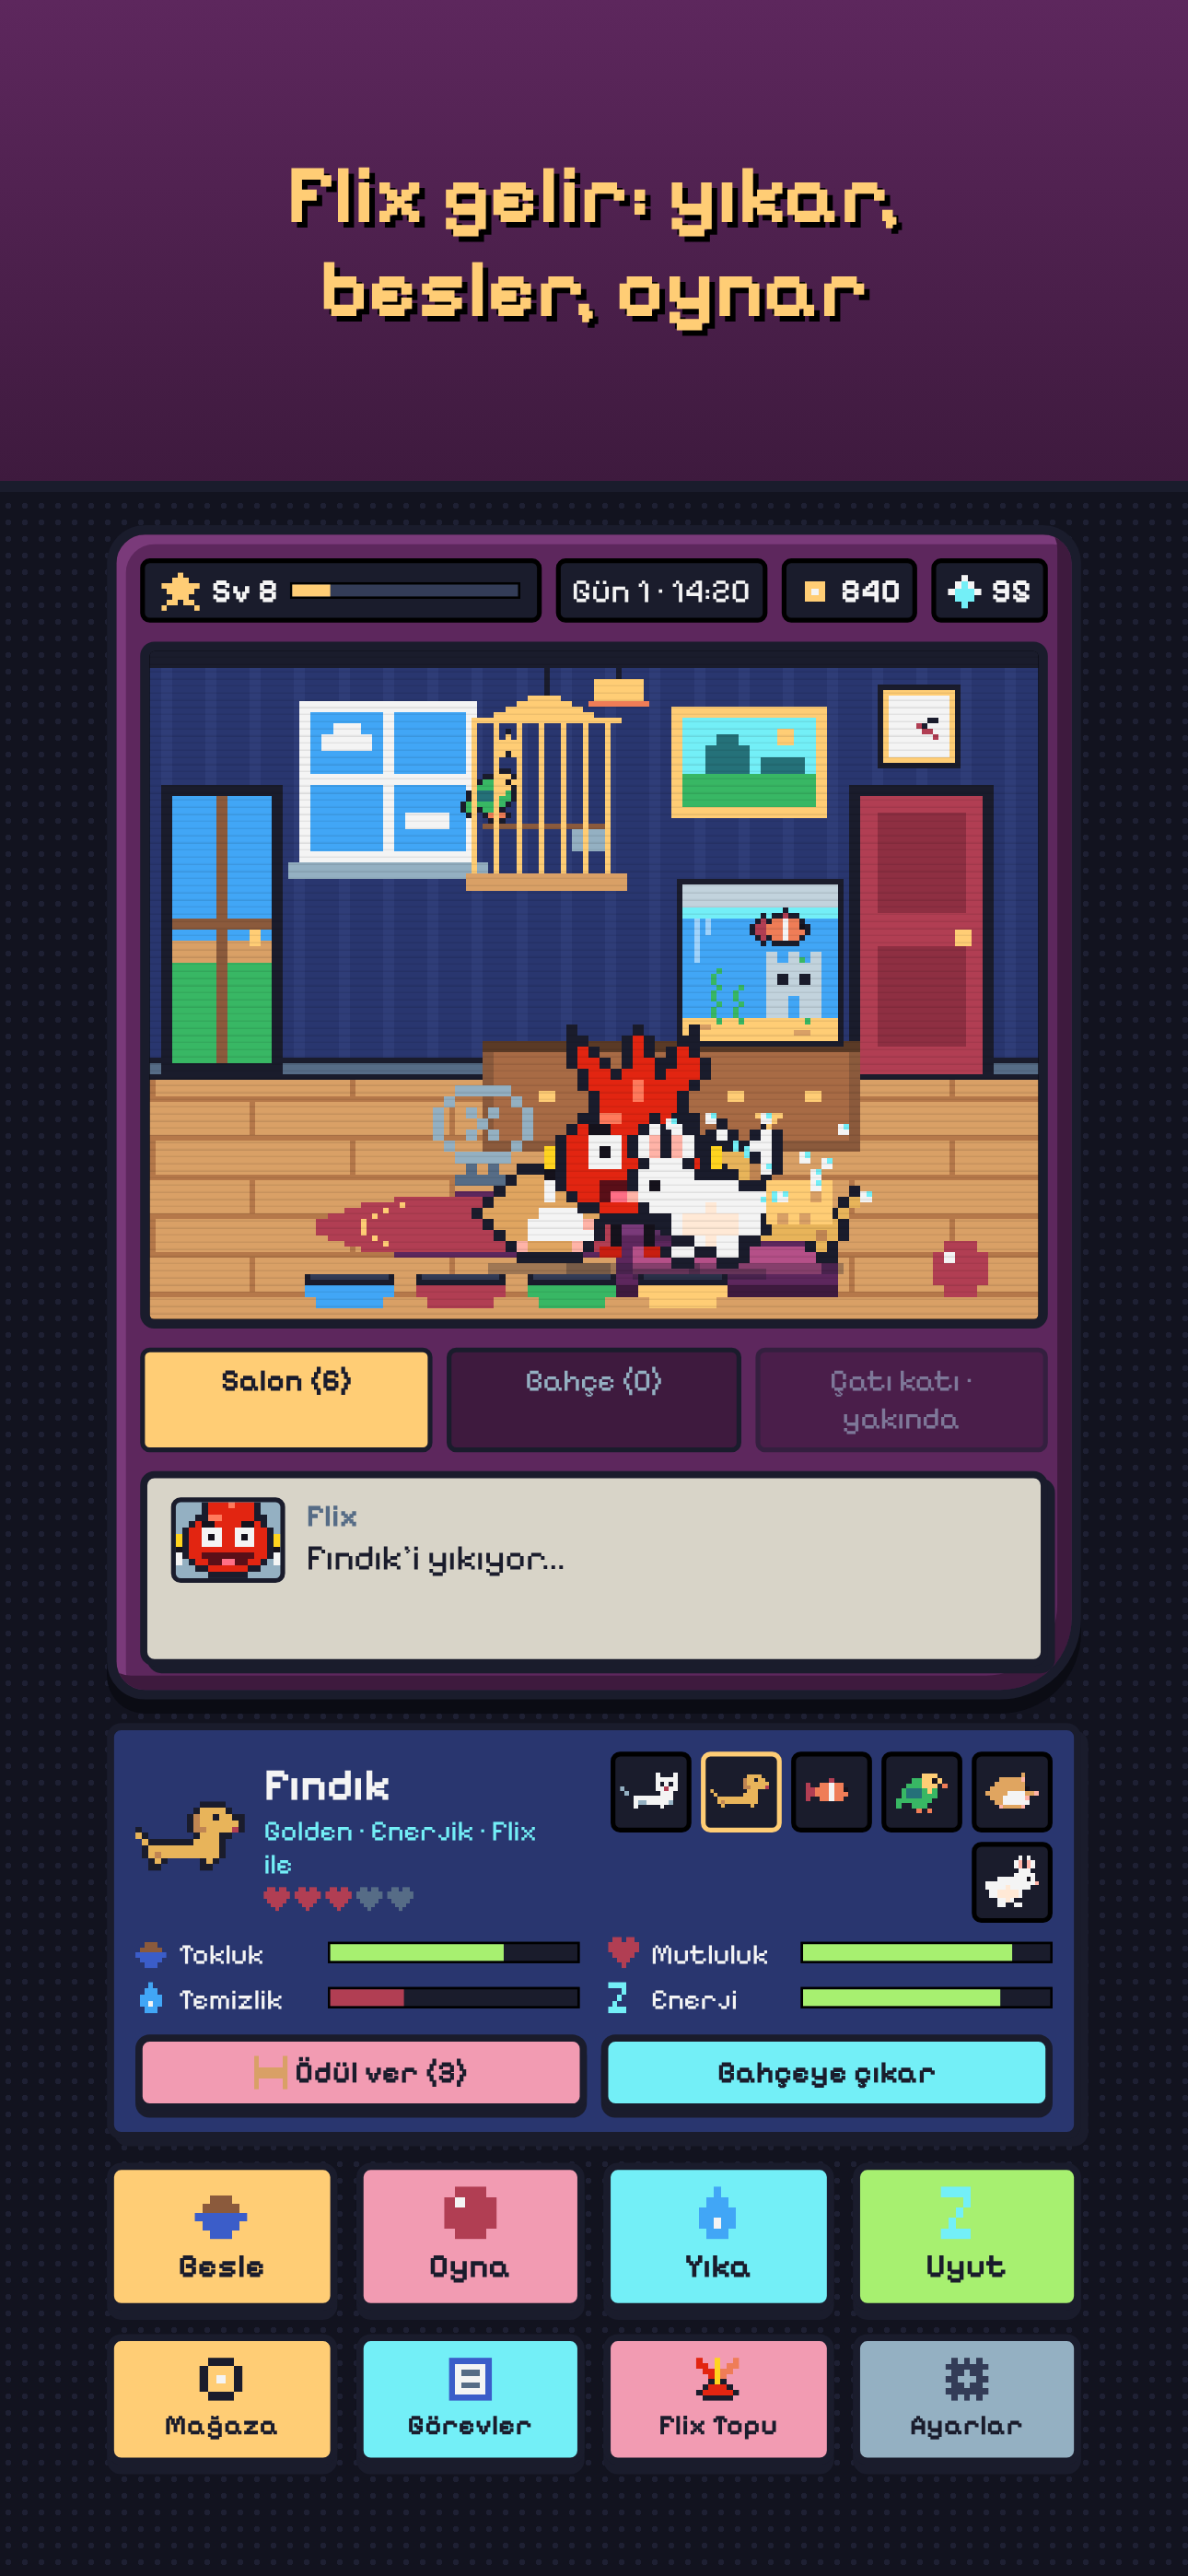 Flix gelir: yıkar,
besler, oynar
Sv 8
Gün 1 · 14:20
840
99
Salon (6)
Bahçe (0)
Çatı katı ·
yakında
Flix
Fındık'i yıkıyor...
Fındık
Golden · Enerjik · Flix
ile
Tokluk
Mutluluk
Temizlik
Enerji
Ödül ver (3)
Bahçeye çıkar
Besle
Oyna
Yıka
Uyut
Mağaza
Görevler
Flix Topu
Ayarlar